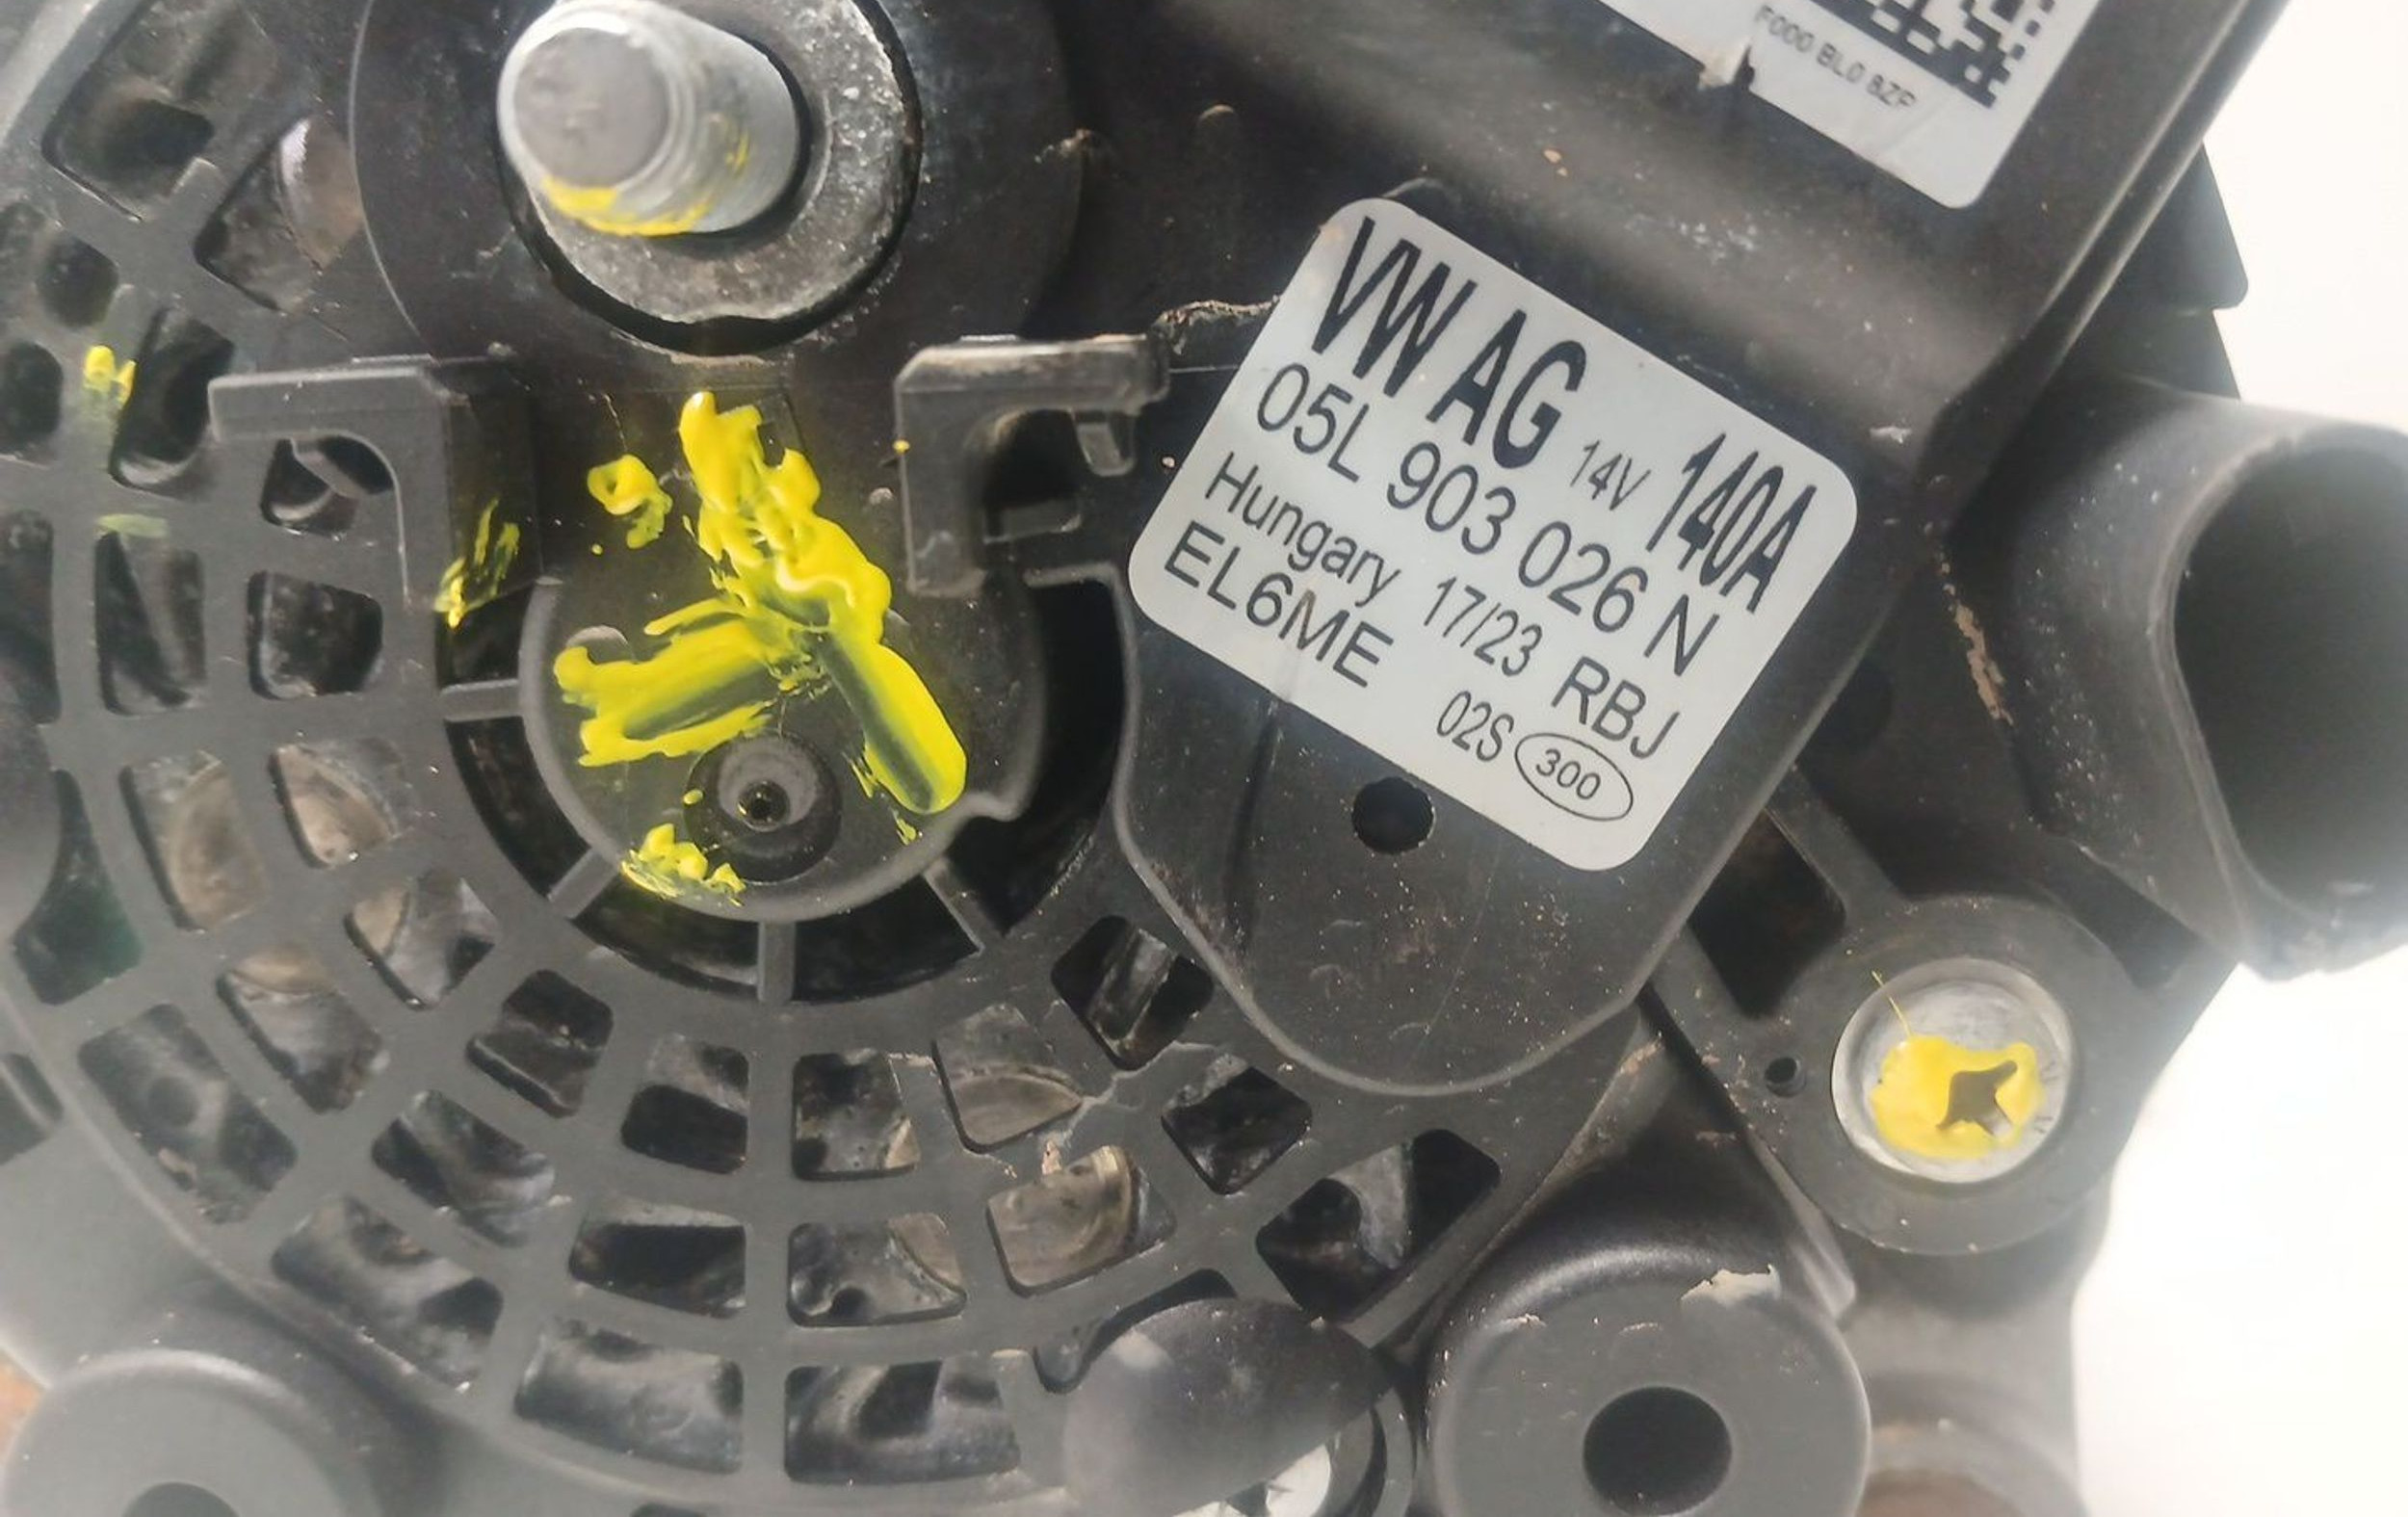 F000 BL0 8ZP
VW AG 14V 140A
05L 903 026 N
Hungary 17/23 RBJ
EL6ME 02S 300